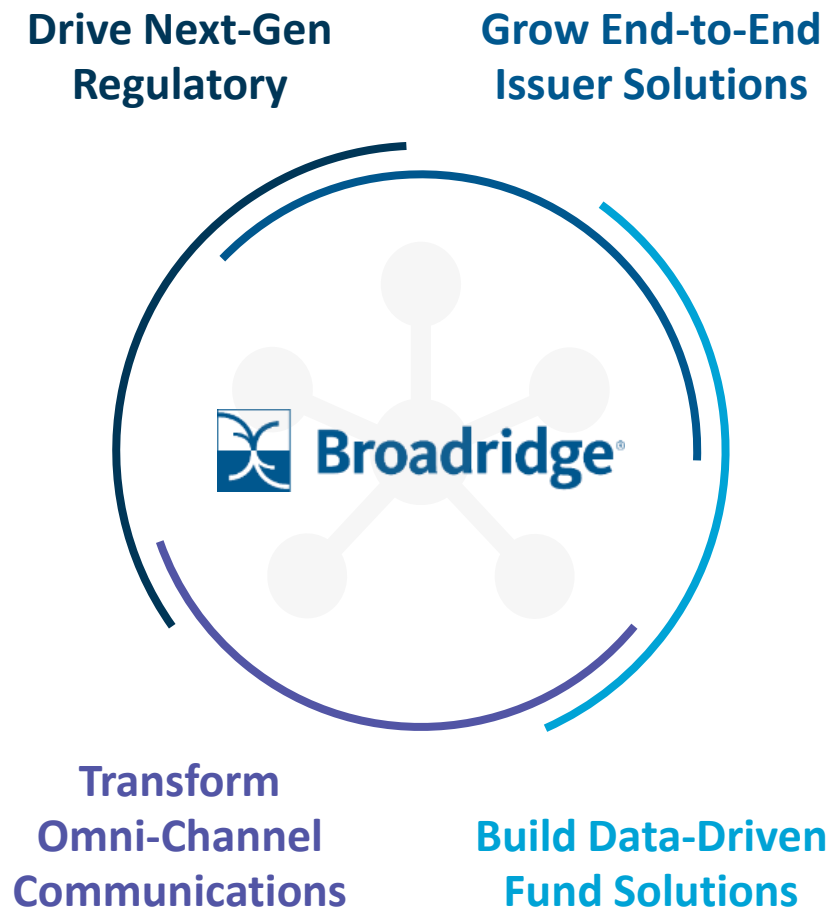 Drive Next-Gen
Regulatory
Grow End-to-End
Issuer Solutions
Broadridge®
Transform
Omni-Channel
Communications
Build Data-Driven
Fund Solutions